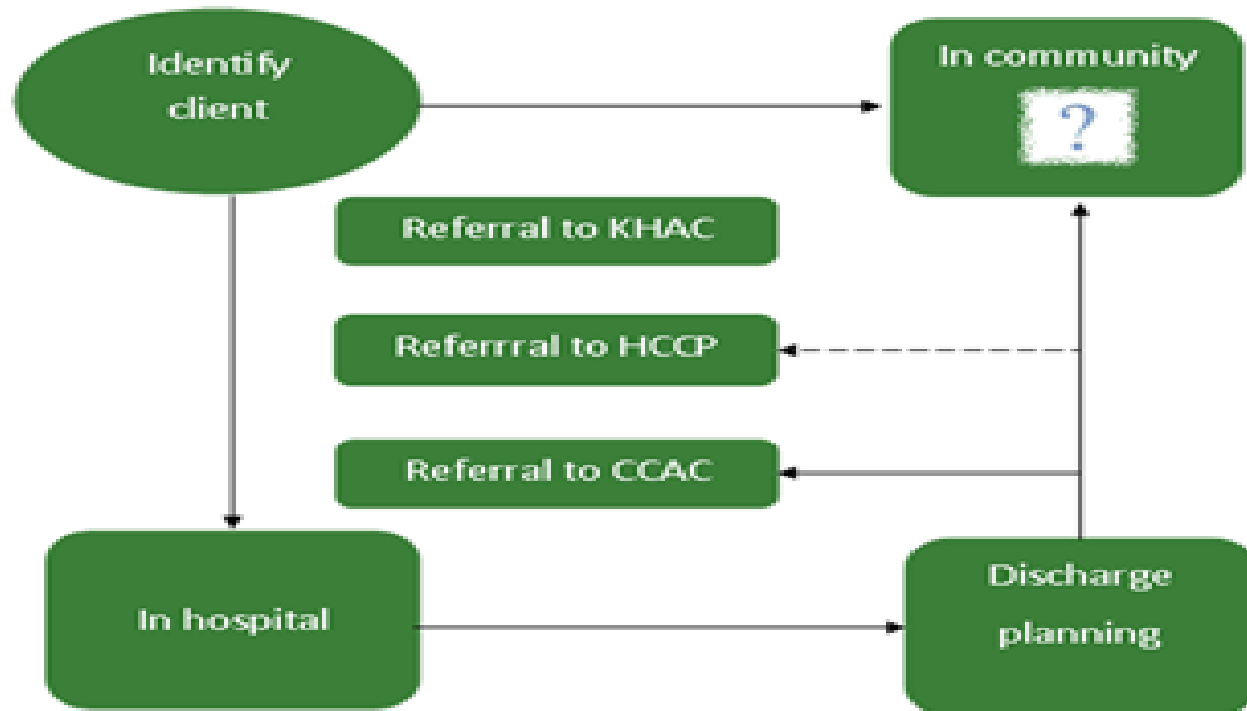 Identify
client
In community
?
Referral to KHAC
Referrral to HCCP
Referral to CCAC
In hospital
Discharge
planning